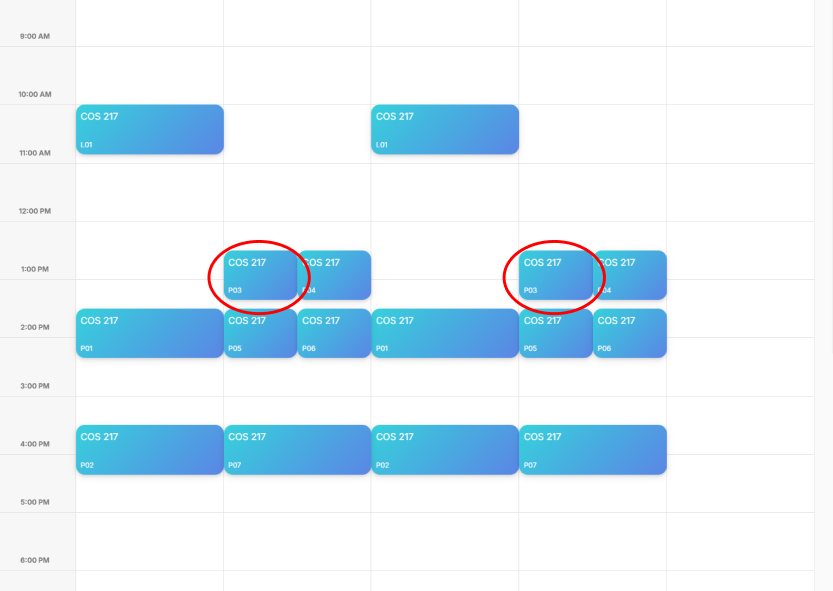 9:00 AM
10:00 AM
COS 217
COS 217
L01
L01
11:00 AM
12:00 PM
COS 217
COS 217
COS 217
COS 217
1:00 PM
P03
P04
P03
P04
COS 217
COS 217
COS 217
COS 217
COS 217
COS 217
2:00 PM
P01
P05
P06
P01
P05
P06
3:00 PM
COS 217
COS 217
COS 217
COS 217
4:00 PM
P02
P07
P02
P07
5:00 PM
6:00 PM